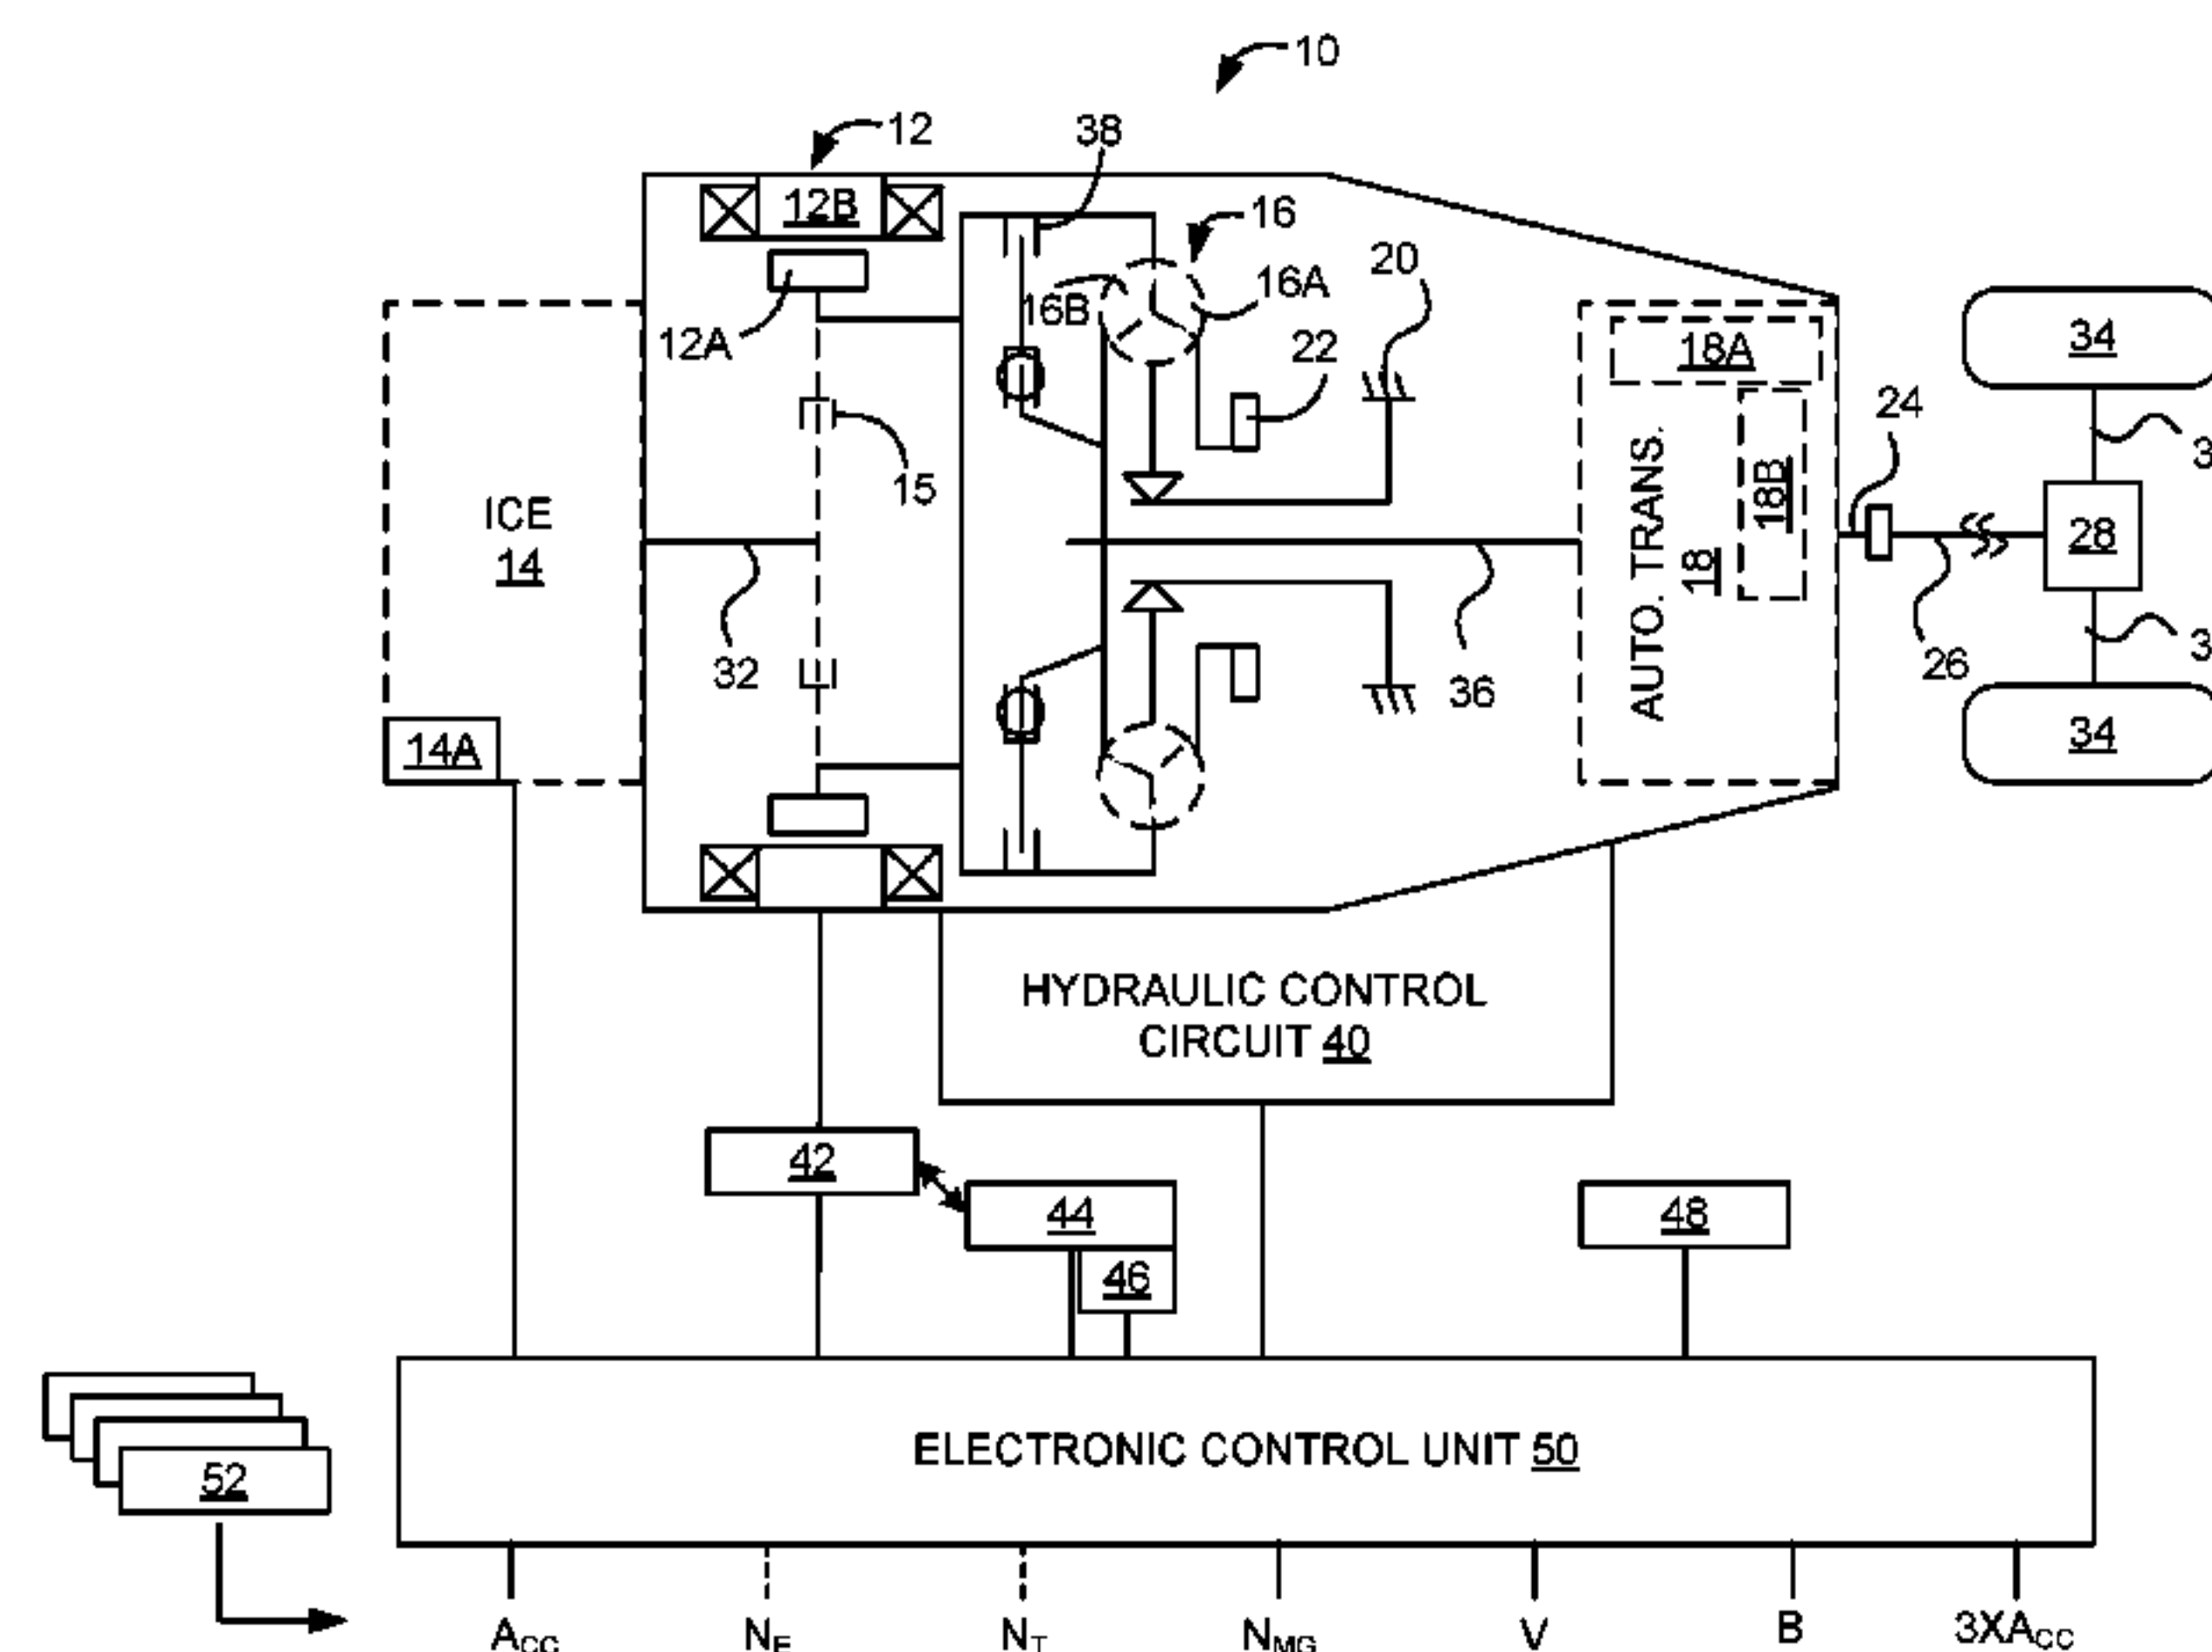 10
12
38
12B
16
20
16B
16A
12A
22
34
18A
24
ICE
14
15
AUTO. TRANS.
18
18B
28
32
36
26
34
14A
HYDRAULIC CONTROL
CIRCUIT 40
42
44
48
46
ELECTRONIC CONTROL UNIT 50
52
ACC NE NT NMG V B 3XACC